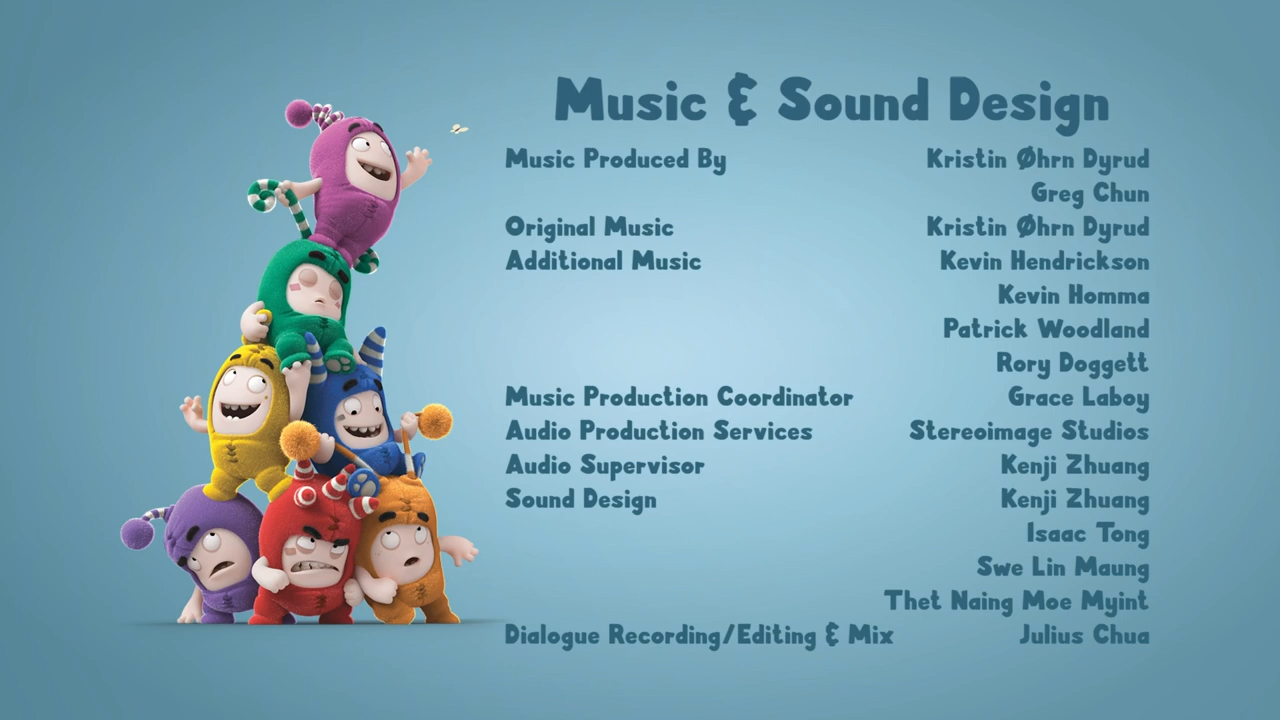 Music & Sound Design
Music Produced By Kristin Øhrn Dyrud
Greg Chun
Original Music Kristin Øhrn Dyrud
Additional Music Kevin Hendrickson
Kevin Homma
Patrick Woodland
Rory Doggett
Music Production Coordinator Grace Laboy
Audio Production Services Stereoimage Studios
Audio Supervisor Kenji Zhuang
Sound Design Kenji Zhuang
Isaac Tong
Swe Lin Maung
Thet Naing Moe Myint
Dialogue Recording/Editing & Mix Julius Chua